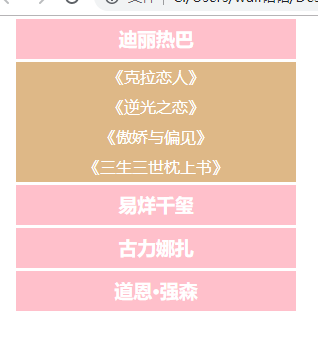 迪丽热巴
《克拉恋人》
《逆光之恋》
《傲娇与偏见》
《三生三世枕上书》
易烊千玺
古力娜扎
道恩•强森